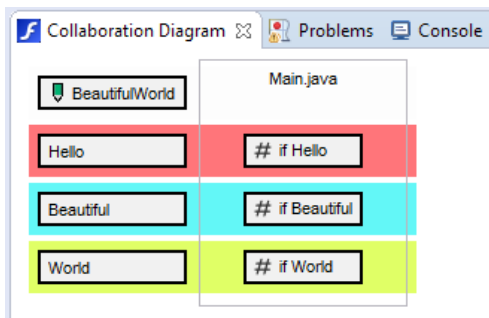 Collaboration Diagram Problems Console
BeautifulWorld Main.java
Hello # if Hello
Beautiful # if Beautiful
World # if World